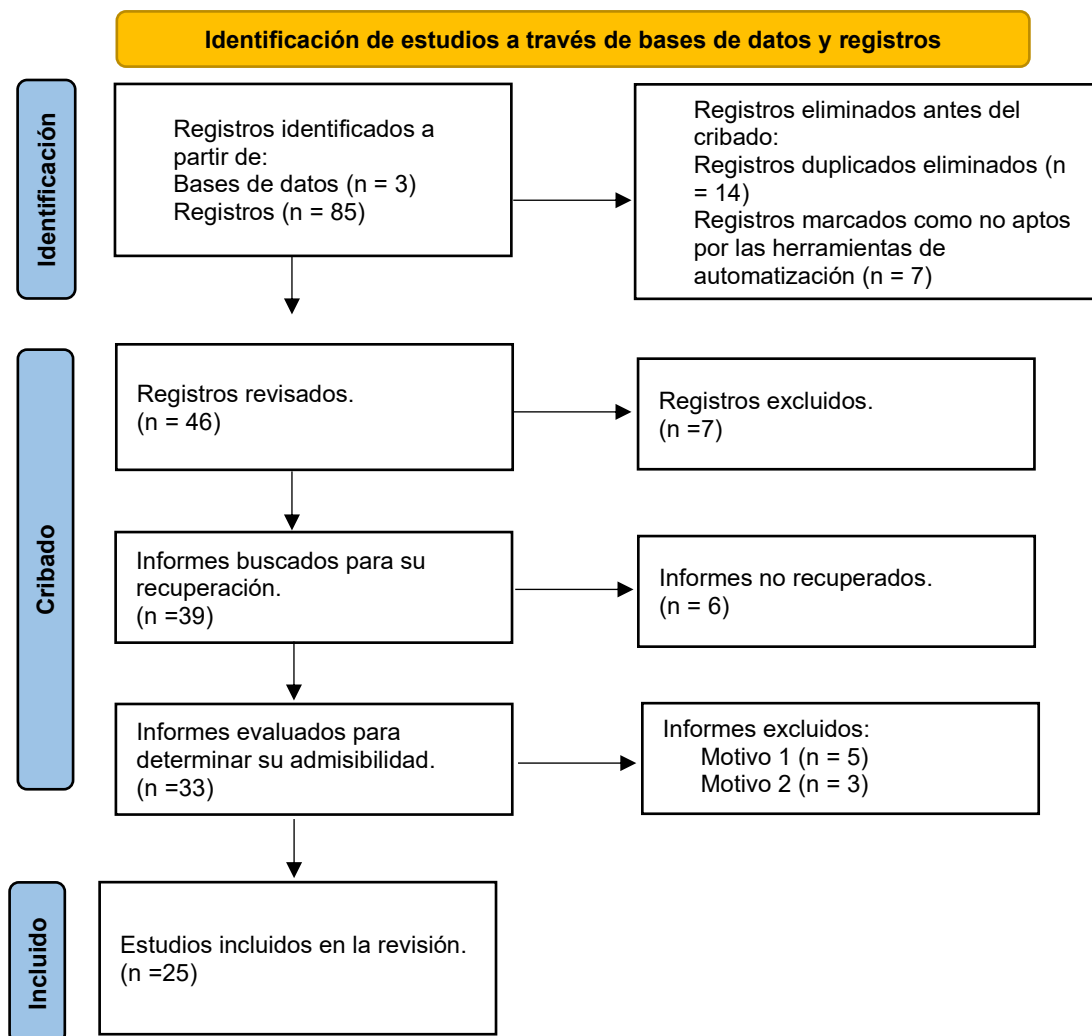 Identificación de estudios a través de bases de datos y registros
Identificación
Registros identificados a
partir de:
Bases de datos (n = 3)
Registros (n = 85)
Registros eliminados antes del
cribado:
Registros duplicados eliminados (n
= 14)
Registros marcados como no aptos
por las herramientas de
automatización (n = 7)
Cribado
Registros revisados.
(n = 46)
Registros excluidos.
(n =7)
Informes buscados para su
recuperación.
(n =39)
Informes no recuperados.
(n = 6)
Informes evaluados para
determinar su admisibilidad.
(n =33)
Informes excluidos:
Motivo 1 (n = 5)
Motivo 2 (n = 3)
Incluido
Estudios incluidos en la revisión.
(n =25)